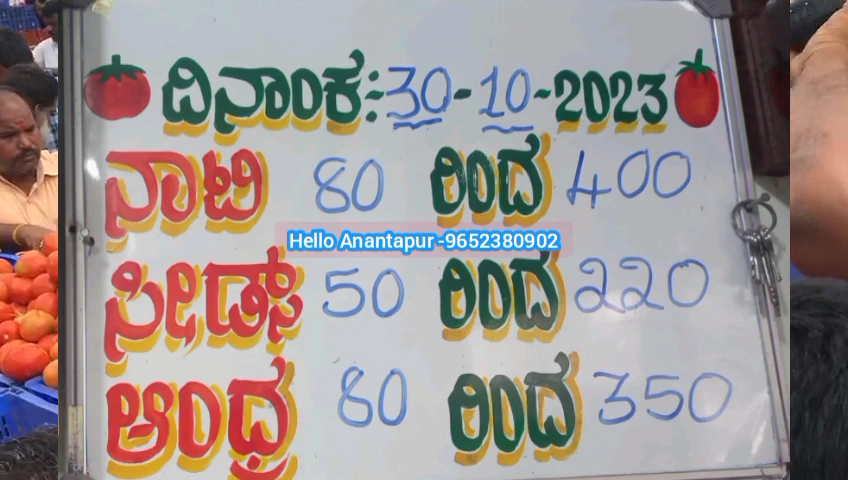 ದಿನಾಂಕ:30-10-2023
ನಾಟಿ 80 ರಿಂದ 400
Hello Anantapur -9652380902
ಸೀಡ್ಸ್ 50 ರಿಂದ 220
ಆಂಧ್ರ 80 ರಿಂದ 350